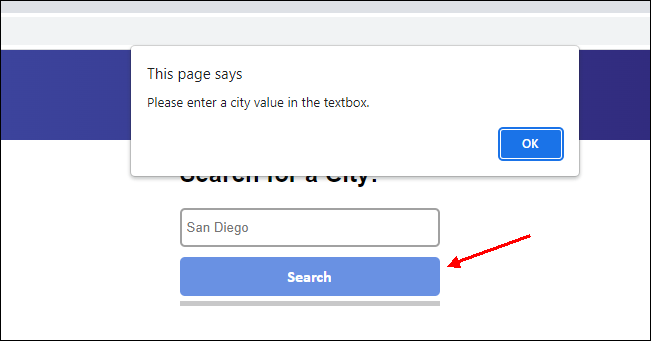 This page says
Please enter a city value in the textbox.
OK
Search for a City:
San Diego
Search